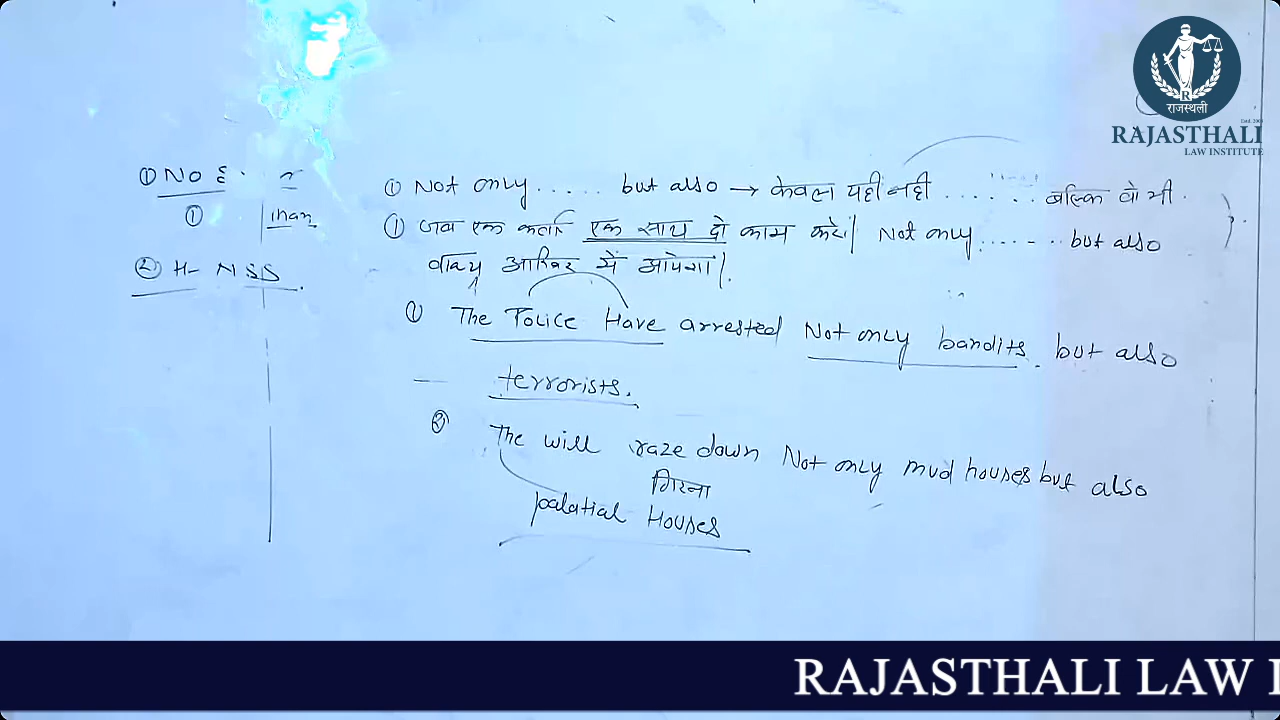 राजस्थली
RAJASTHALI
LAW INSTITUTE
① No
① Not only ..... but also → केवल यही नही ....... बल्कि वो भी.
①
① जब एक कर्ता एक साथ दो काम करे। Not only ...... but also
वाक्य आखिर में आयेगा।
② H- NSS
① The Police Have arrested Not only bandits but also
terrorists.
② The will raze down Not only mud houses but also
गिरना
palatial Houses
RAJASTHALI LAW I